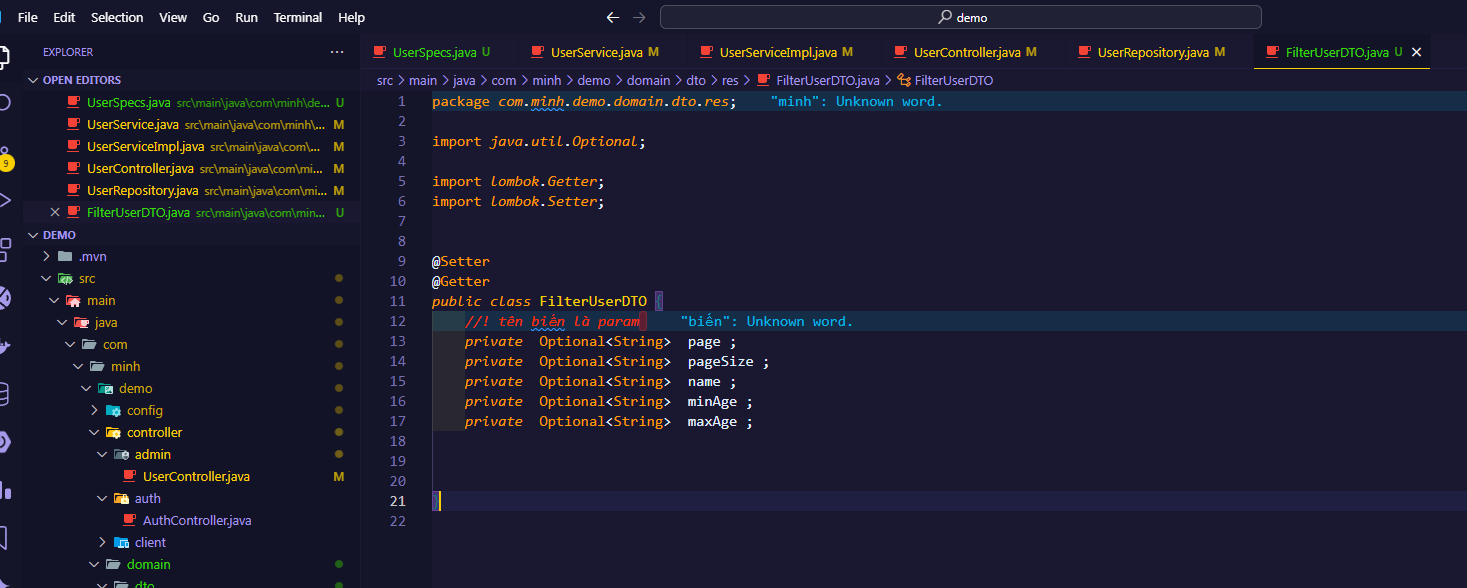 File Edit Selection View Go Run Terminal Help
demo
EXPLORER ...
UserSpecs.java U
UserService.java M
UserServiceImpl.java M
UserController.java M
UserRepository.java M
FilterUserDTO.java U
OPEN EDITORS
UserSpecs.java src\main\java\com\minh\de... U
UserService.java src\main\java\com\minh\... M
UserServiceImpl.java src\main\java\com\mi... M
UserController.java src\main\java\com\mi... M
UserRepository.java src\main\java\com\mi... M
FilterUserDTO.java src\main\java\com\min... U
9
DEMO
.mvn
src
main
java
com
minh
demo
config
controller
admin
UserController.java M
auth
AuthController.java
client
domain
dto
src > main > java > com > minh > demo > domain > dto > res > FilterUserDTO.java > FilterUserDTO
1 package com.minh.demo.domain.dto.res; "minh": Unknown word.
2
3 import java.util.Optional;
4
5 import lombok.Getter;
6 import lombok.Setter;
7
8
9 @Setter
10 @Getter
11 public class FilterUserDTO {
12 //! tên biến là param "biến": Unknown word.
13 private Optional<String> page ;
14 private Optional<String> pageSize ;
15 private Optional<String> name ;
16 private Optional<String> minAge ;
17 private Optional<String> maxAge ;
18
19
20
21 }
22